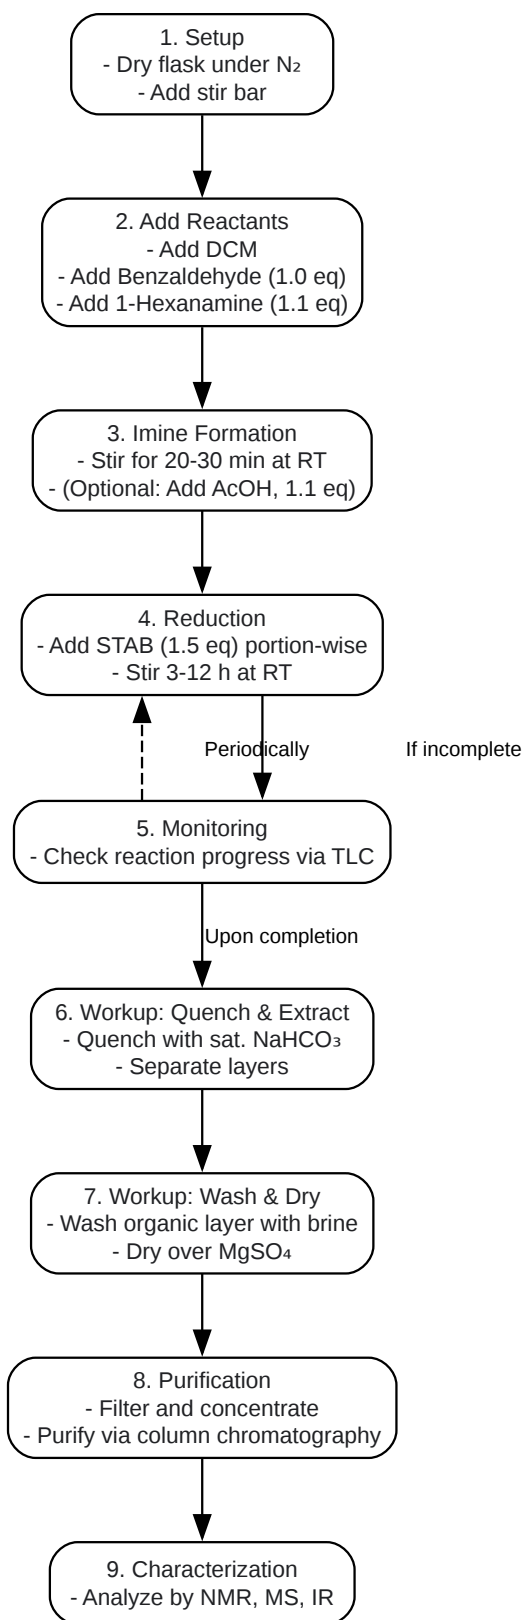 1. Setup
- Dry flask under N₂
- Add stir bar
2. Add Reactants
- Add DCM
- Add Benzaldehyde (1.0 eq)
- Add 1-Hexanamine (1.1 eq)
3. Imine Formation
- Stir for 20-30 min at RT
- (Optional: Add AcOH, 1.1 eq)
4. Reduction
- Add STAB (1.5 eq) portion-wise
- Stir 3-12 h at RT
Periodically
If incomplete
5. Monitoring
- Check reaction progress via TLC
Upon completion
6. Workup: Quench & Extract
- Quench with sat. NaHCO₃
- Separate layers
7. Workup: Wash & Dry
- Wash organic layer with brine
- Dry over MgSO₄
8. Purification
- Filter and concentrate
- Purify via column chromatography
9. Characterization
- Analyze by NMR, MS, IR